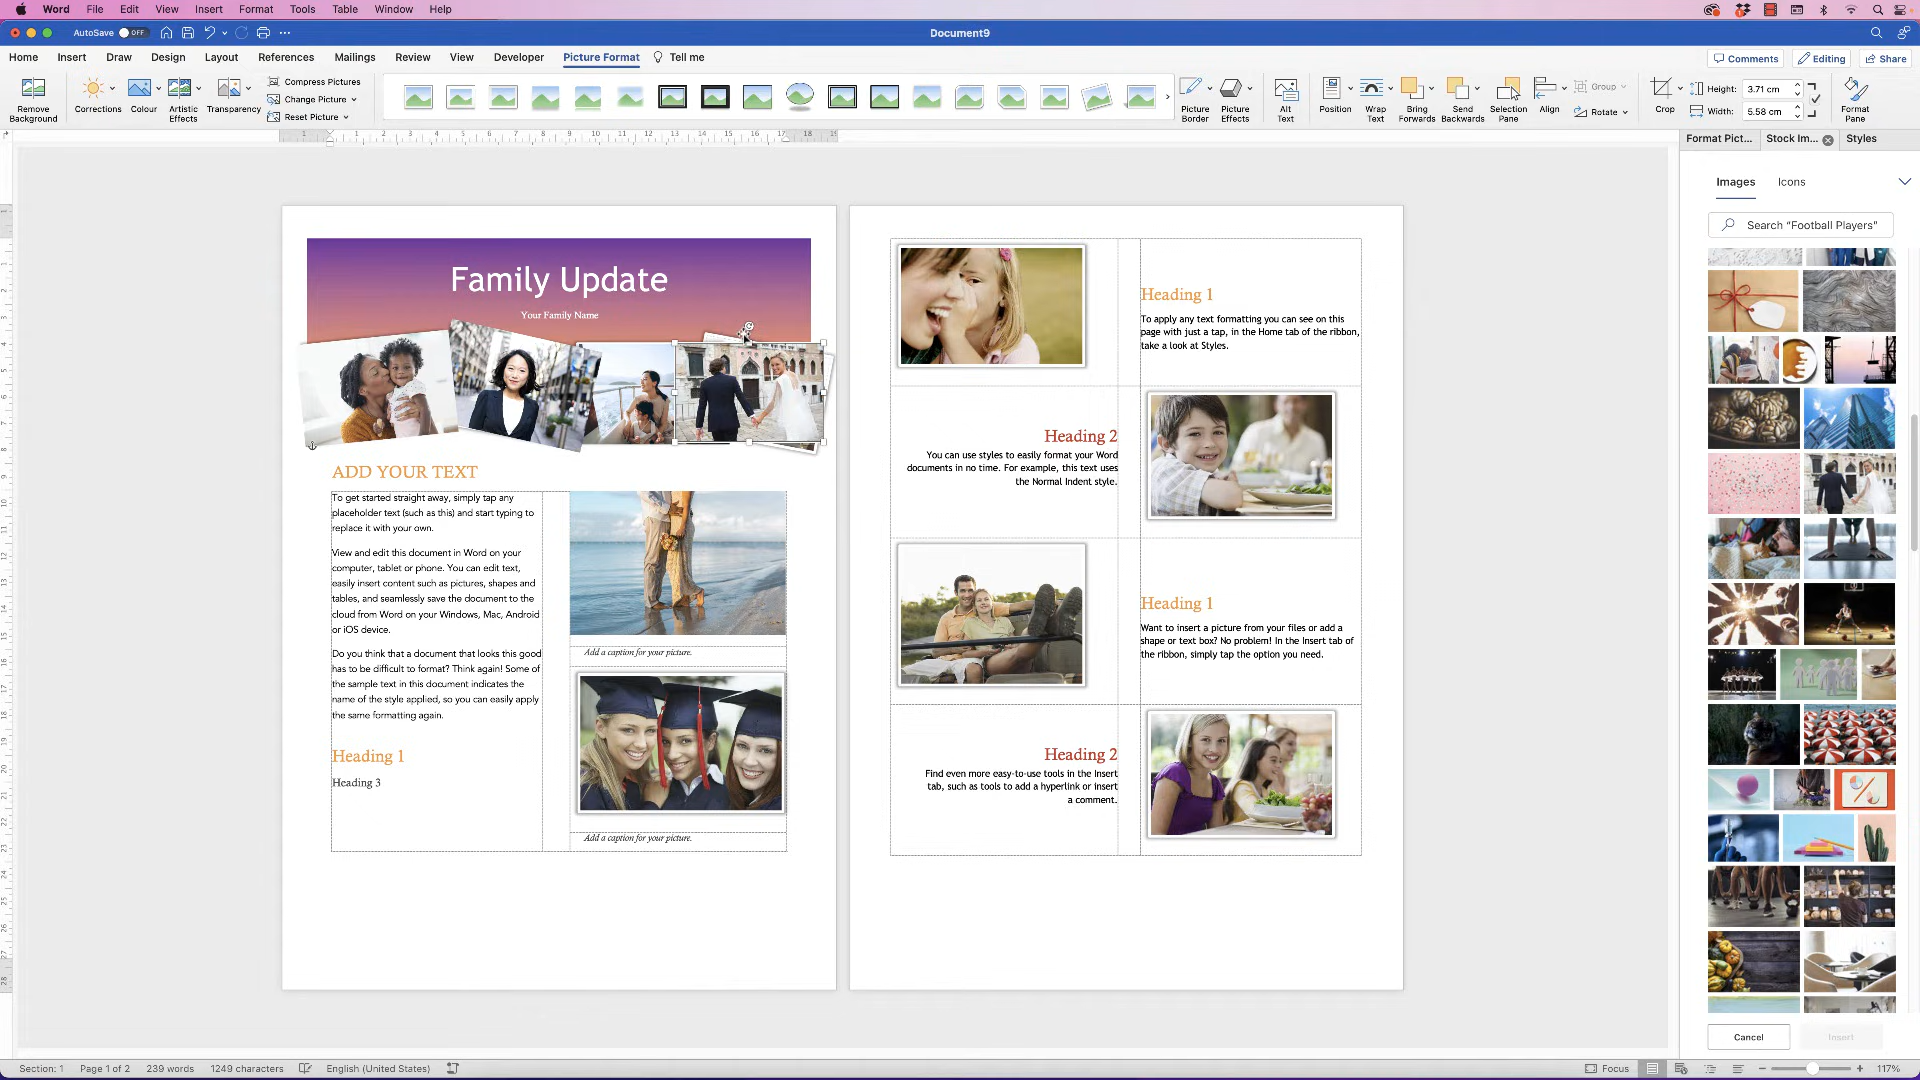 Word File Edit View Insert Format Tools Table Window Help
AutoSave OFF
Document9
Home Insert Draw Design Layout References Mailings Review View Developer Picture Format Tell me
Comments Editing Share
Remove Background
Corrections
Colour
Artistic Effects
Transparency
Compress Pictures
Change Picture
Reset Picture
Picture Border
Picture Effects
Alt Text
Position
Wrap Text
Bring Forwards
Send Backwards
Selection Pane
Align
Group
Rotate
Crop
Height: 3.71 cm
Width: 5.58 cm
Format Pane
Format Pict... Stock Im... Styles
Images Icons
Search “Football Players”
Family Update
Your Family Name
ADD YOUR TEXT
To get started straight away, simply tap any
placeholder text (such as this) and start typing to
replace it with your own.
View and edit this document in Word on your
computer, tablet or phone. You can edit text,
easily insert content such as pictures, shapes and
tables, and seamlessly save the document to the
cloud from Word on your Windows, Mac, Android
or iOS device.
Do you think that a document that looks this good
has to be difficult to format? Think again! Some of
the sample text in this document indicates the
name of the style applied, so you can easily apply
the same formatting again.
Heading 1
Heading 3
Add a caption for your picture.
Add a caption for your picture.
Heading 1
To apply any text formatting you can see on this
page with just a tap, in the Home tab of the ribbon,
take a look at Styles.
Heading 2
You can use styles to easily format your Word
documents in no time. For example, this text uses
the Normal Indent style.
Heading 1
Want to insert a picture from your files or add a
shape or text box? No problem! In the Insert tab of
the ribbon, simply tap the option you need.
Heading 2
Find even more easy-to-use tools in the Insert
tab, such as tools to add a hyperlink or insert
a comment.
Cancel Insert
Section: 1 Page 1 of 2 239 words 1249 characters English (United States) Focus 117%